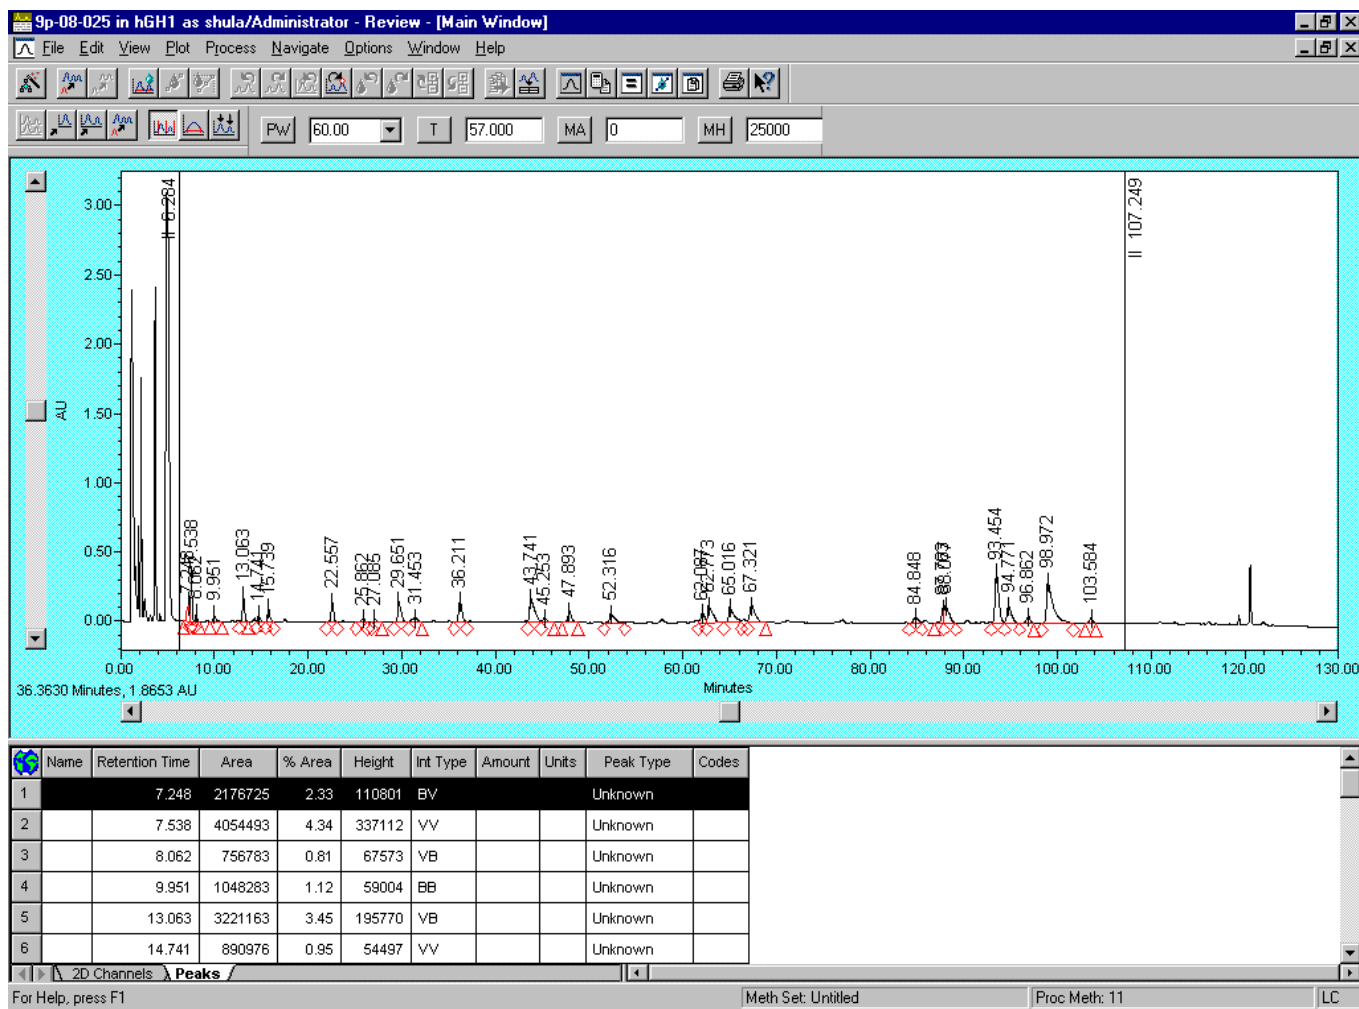 9p-08-025 in hGH1 as shula/Administrator - Review - [Main Window]
File Edit View Plot Process Navigate Options Window Help
PW 60.00 T 57.000 MA 0 MH 25000
AU
3.00
2.50
2.00
1.50
1.00
0.50
0.00
II 6.284
7.248
7.538
8.062
9.951
13.063
14.741
15.739
22.557
25.862
27.085
29.651
31.453
36.211
43.741
45.253
47.893
52.316
62.773
65.016
67.321
84.848
93.454
94.771
96.862
98.972
103.584
II 107.249
0.00 10.00 20.00 30.00 40.00 50.00 60.00 70.00 80.00 90.00 100.00 110.00 120.00 130.00
Minutes
36.3630 Minutes, 1.8653 AU
Name Retention Time Area % Area Height Int Type Amount Units Peak Type Codes
1 7.248 2176725 2.33 110801 BV Unknown
2 7.538 4054493 4.34 337112 VV Unknown
3 8.062 756783 0.81 67573 VB Unknown
4 9.951 1048283 1.12 59004 BB Unknown
5 13.063 3221163 3.45 195770 VB Unknown
6 14.741 890976 0.95 54497 VV Unknown
2D Channels Peaks
For Help, press F1 Meth Set: Untitled Proc Meth: 11 LC